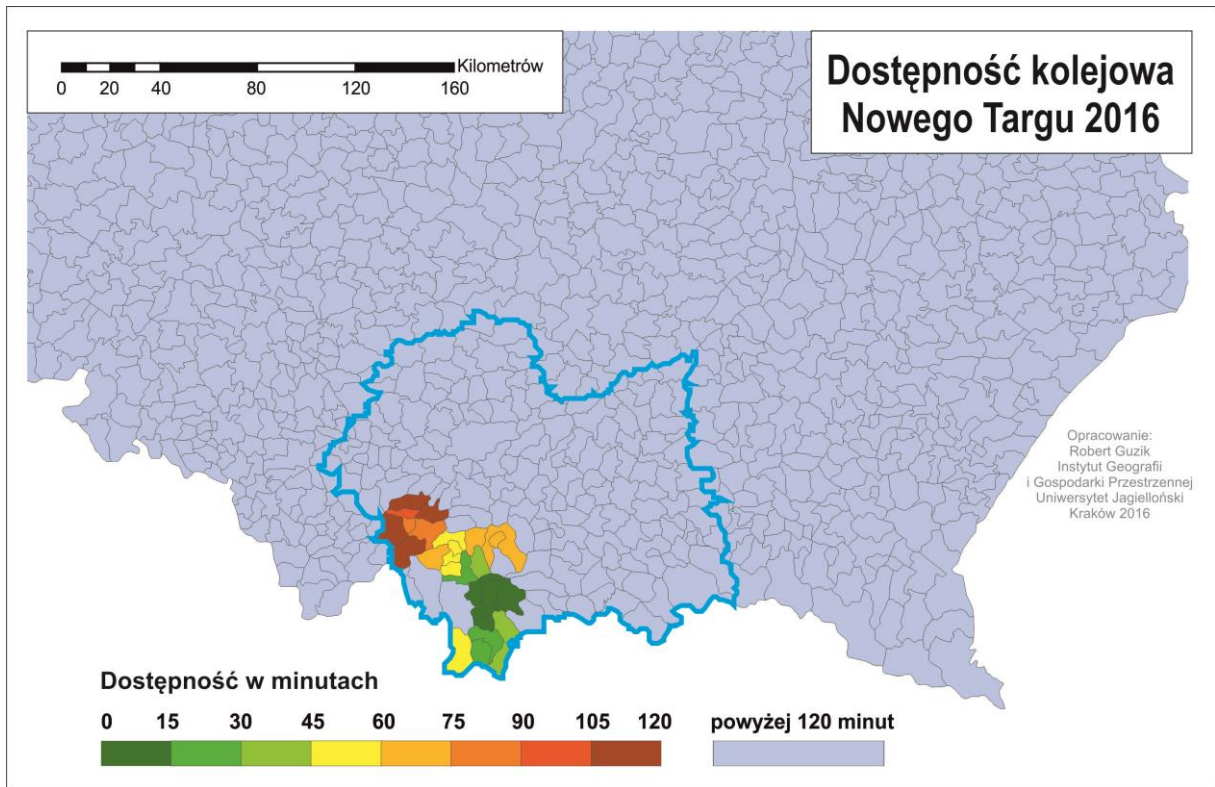 Kilometrów
0 20 40 80 120 160
Dostępność kolejowa
Nowego Targu 2016
Opracowanie:
Robert Guzik
Instytut Geografii
i Gospodarki Przestrzennej
Uniwersytet Jagielloński
Kraków 2016
Dostępność w minutach
0 15 30 45 60 75 90 105 120 powyżej 120 minut